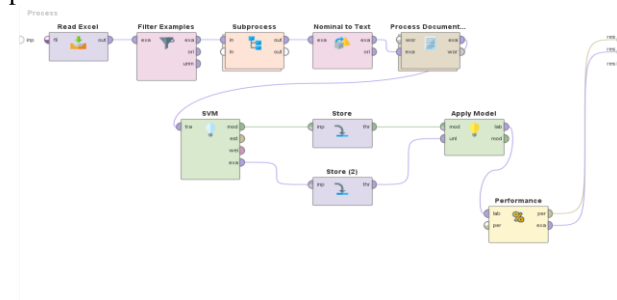 Process
Read Excel
Filter Examples
Subprocess
Nominal to Text
Process Document...
inp
fil
out
exa
exa
ori
unm
in
out
in
out
exa
exa
ori
wor
exa
exa
wor
res
res
res
SVM
Store
Apply Model
tra
mod
est
wei
exa
inp
thr
mod
lab
unl
mod
Store (2)
inp
thr
Performance
lab
per
per
exa